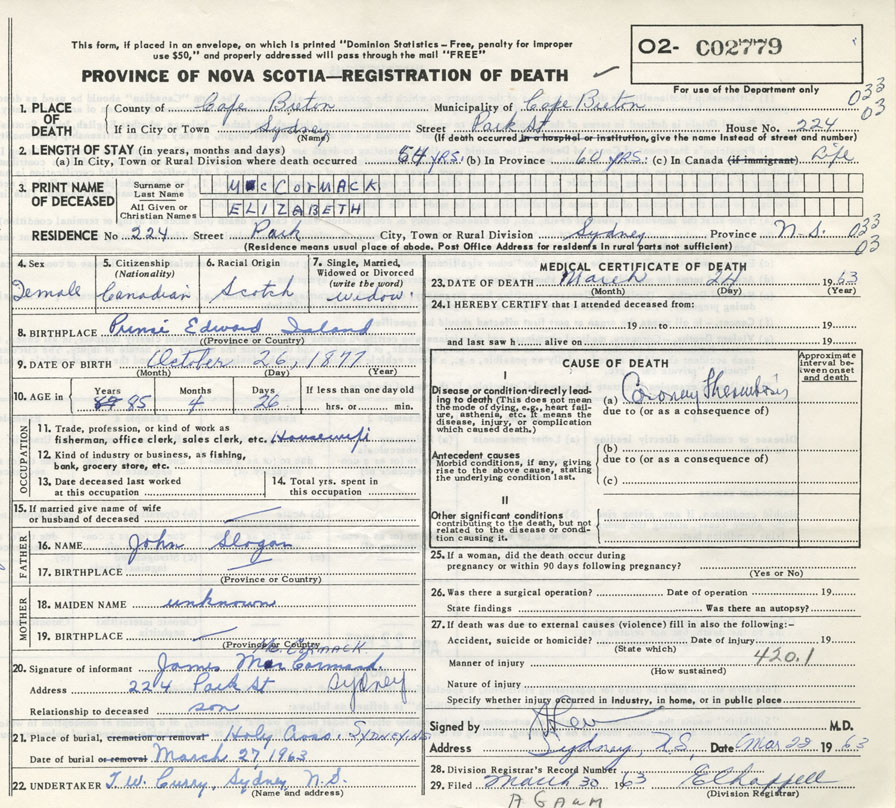 This form, if placed in an envelope, on which is printed "Dominion Statistics - Free, penalty for improper
use $50," and properly addressed will pass through the mail "FREE"
O2- C02779
PROVINCE OF NOVA SCOTIA—REGISTRATION OF DEATH
For use of the Department only
033
03
1. PLACE OF DEATH
County of Cape Breton Municipality of Cape Breton
If in City or Town Sydney Street Park St House No. 224
(Name) (If death occurred in a hospital or institution, give the name instead of street and number)
2. LENGTH OF STAY (in years, months and days)
(a) In City, Town or Rural Division where death occurred 64 yrs. (b) In Province 60 yrs. (c) In Canada (if immigrant) Life
3. PRINT NAME OF DECEASED
Surname or Last Name McCORMACK
All Given or Christian Names ELIZABETH
RESIDENCE No 224 Street Park City, Town or Rural Division Sydney Province N.S.
(Residence means usual place of abode. Post Office Address for residents in rural parts not sufficient)
033
03
4. Sex Female
5. Citizenship (Nationality) Canadian
6. Racial Origin Scotch
7. Single, Married, Widowed or Divorced (write the word) widow
8. BIRTHPLACE Prince Edward Island
(Province or Country)
9. DATE OF BIRTH October 26, 1877
(Month) (Day) (Year)
10. AGE in Years 85 Months 4 Days 26 If less than one day old
hrs. or min.
OCCUPATION
11. Trade, profession, or kind of work as
fisherman, office clerk, sales clerk, etc. Housewife
12. Kind of industry or business, as fishing,
bank, grocery store, etc.
13. Date deceased last worked
at this occupation
14. Total yrs. spent in
this occupation
15. If married give name of wife
or husband of deceased
FATHER
16. NAME John Slogan
17. BIRTHPLACE
(Province or Country)
MOTHER
18. MAIDEN NAME unknown
19. BIRTHPLACE
(Province or Country)
McCORMACK
20. Signature of informant James MacCormack
Address 224 Park St Sydney
Relationship to deceased son
21. Place of burial, cremation or removal Holy Cross, Sydney, NS
Date of burial or removal March 27, 1963
22. UNDERTAKER T.W. Curry, Sydney N.S.
(Name and address)
MEDICAL CERTIFICATE OF DEATH
23. DATE OF DEATH March 24 1963
(Month) (Day) (Year)
24. I HEREBY CERTIFY that I attended deceased from:
19 to 19
and last saw h alive on 19
CAUSE OF DEATH
Approximate interval between onset and death
I
Disease or condition directly leading to death (This does not mean the mode of dying, e.g., heart failure, asthenia, etc. It means the disease, injury, or complication which caused death.)
(a) Coronary Thrombosis
due to (or as a consequence of)
Antecedent causes
Morbid conditions, if any, giving rise to the above cause, stating the underlying condition last.
(b)
due to (or as a consequence of)
(c)
II
Other significant conditions
contributing to the death, but not related to the disease or condition causing it.
25. If a woman, did the death occur during
pregnancy or within 90 days following pregnancy?
(Yes or No)
26. Was there a surgical operation? Date of operation 19
State findings Was there an autopsy?
27. If death was due to external causes (violence) fill in also the following:-
Accident, suicide or homicide? Date of injury 19
(State which)
Manner of injury 420.1
(How sustained)
Nature of injury
Specify whether injury occurred in Industry, in home, or in public place
Signed by M.D.
Address Sydney, N.S. Date Mar 22 1963
28. Division Registrar's Record Number
29. Filed March 30 1963 E Chappell
(Division Registrar)